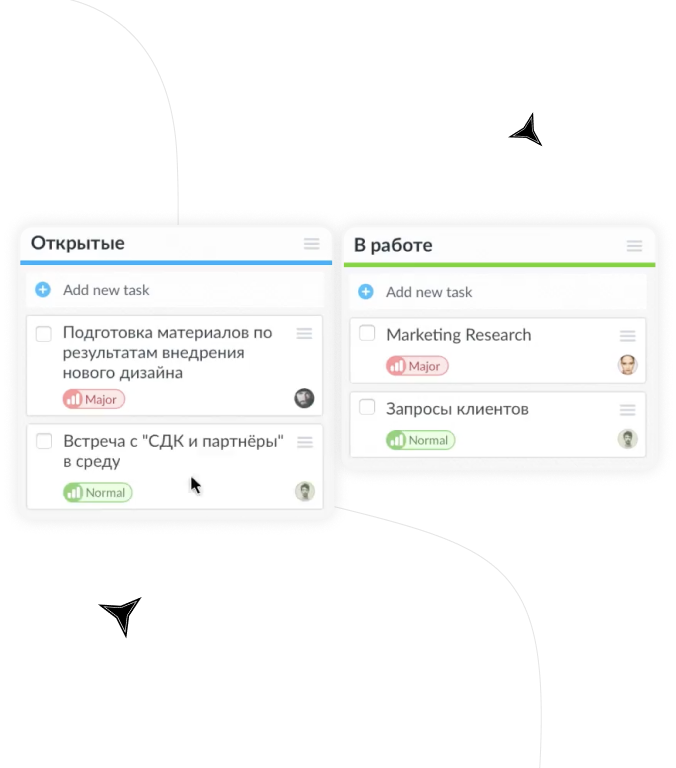 Открытые
Add new task
Подготовка материалов по
результатам внедрения
нового дизайна
Major
Встреча с "СДК и партнёры"
в среду
Normal
В работе
Add new task
Marketing Research
Major
Запросы клиентов
Normal